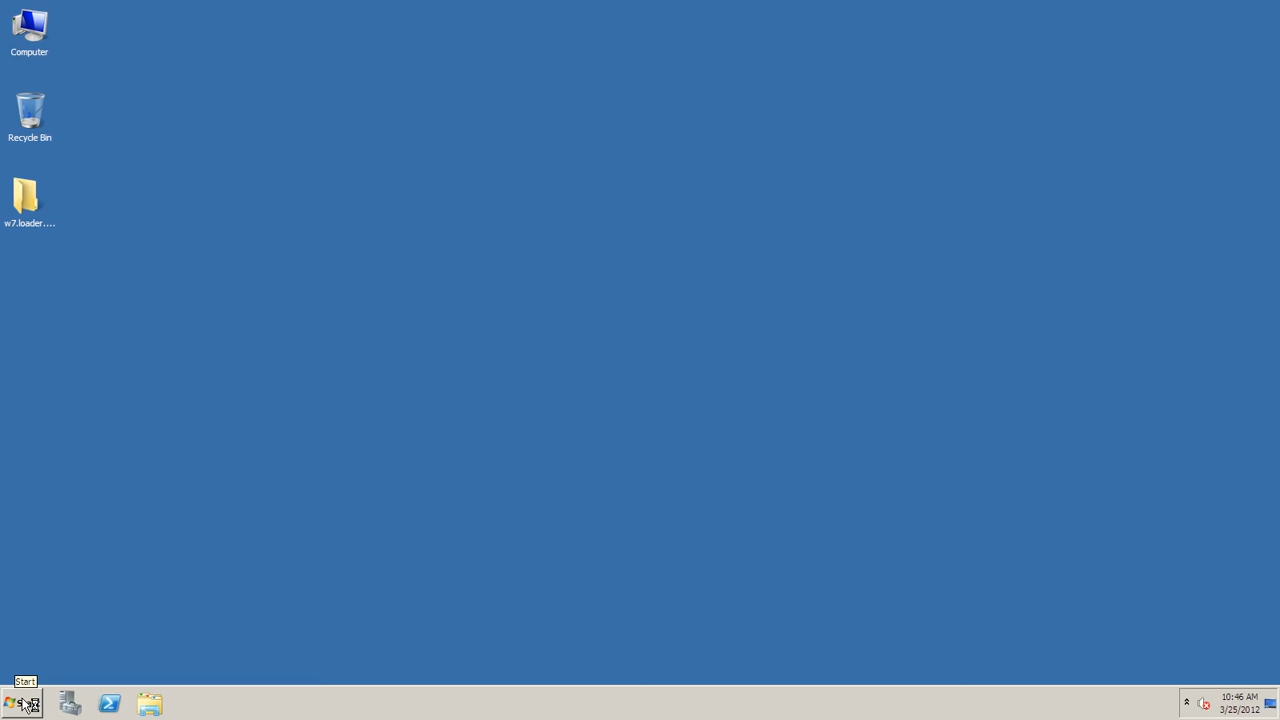 Computer
Recycle Bin
w7.loader....
Start
10:46 AM
3/25/2012